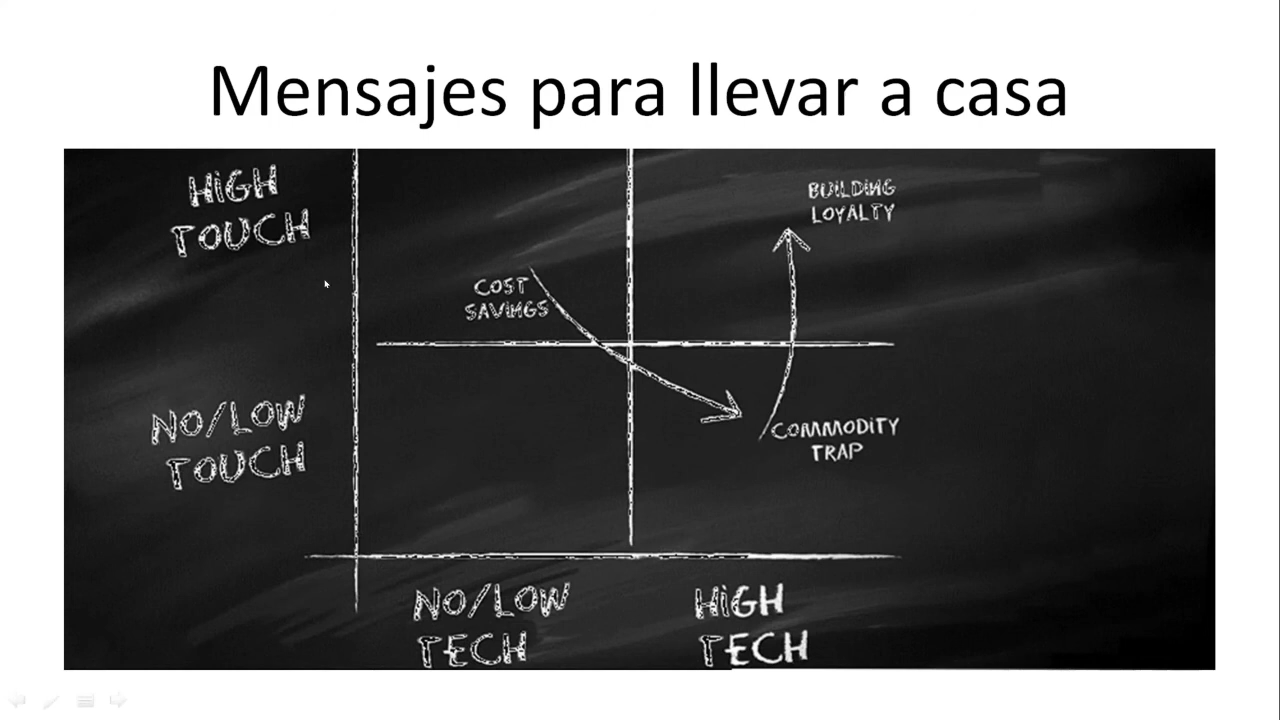 Mensajes para llevar a casa
HiGH
TOUCH
BUiLDiNG
LOYALTY
COST
SAViNGS
NO/LOW
TOUCH
COMMODiTY
TRAP
NO/LOW
TECH
HiGH
TECH